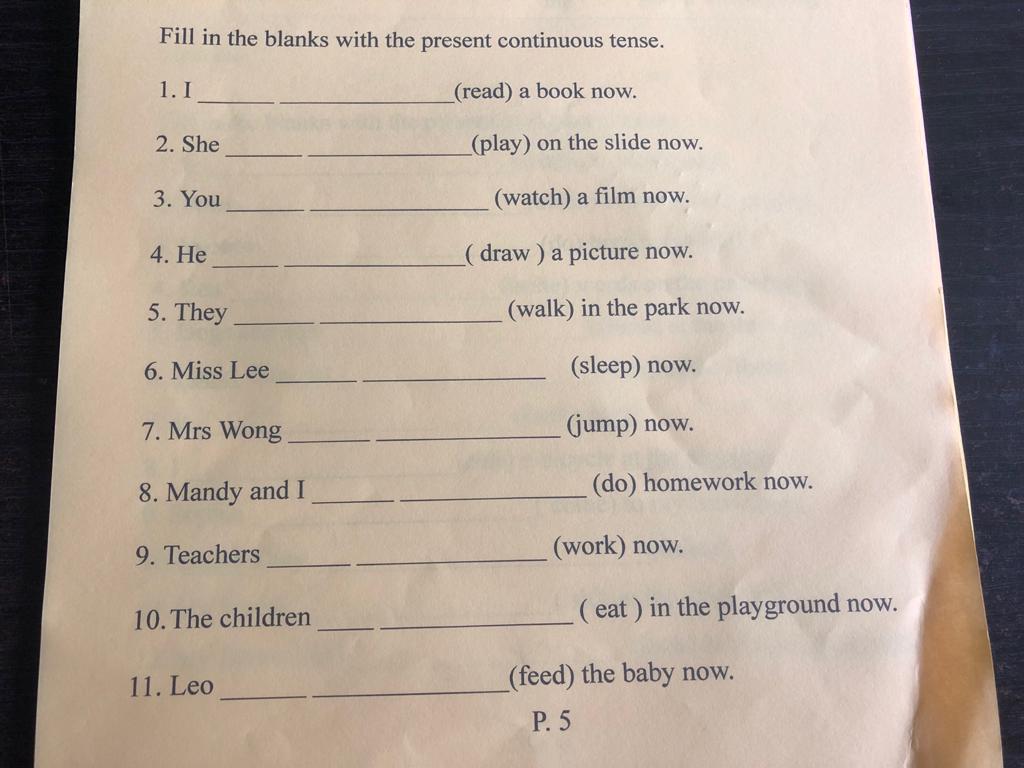 Fill in the blanks with the present continuous tense.
1. I ______ ______________ (read) a book now.
2. She ______ _____________ (play) on the slide now.
3. You ______ ______________ (watch) a film now.
4. He _____ ______________ ( draw ) a picture now.
5. They ______ ______________ (walk) in the park now.
6. Miss Lee ______ ______________ (sleep) now.
7. Mrs Wong ______ ______________ (jump) now.
8. Mandy and I ______ ______________ (do) homework now.
9. Teachers ______ ______________ (work) now.
10. The children ____ ______________ ( eat ) in the playground now.
11. Leo ______ ______________ (feed) the baby now.
P. 5